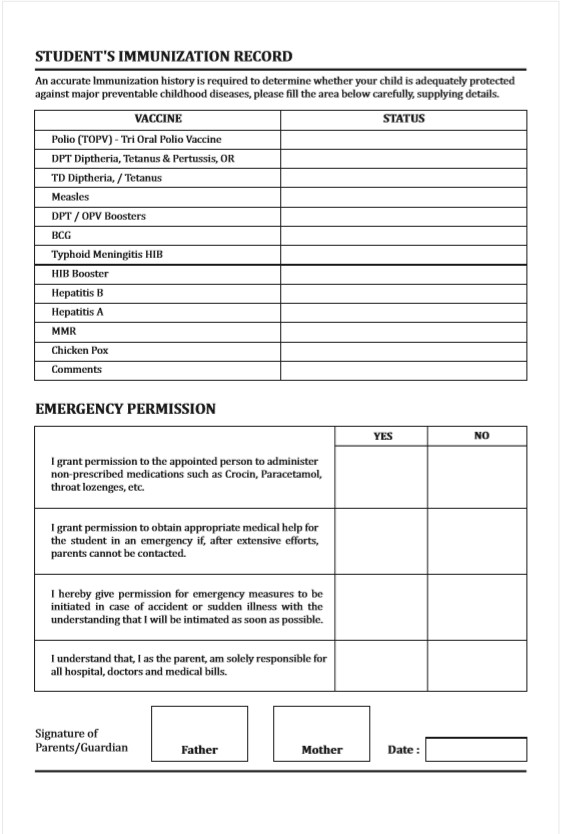 STUDENT'S IMMUNIZATION RECORD
An accurate Immunization history is required to determine whether your child is adequately protected
against major preventable childhood diseases, please fill the area below carefully, supplying details.
VACCINE STATUS
Polio (TOPV) - Tri Oral Polio Vaccine
DPT Diptheria, Tetanus & Pertussis, OR
TD Diptheria, / Tetanus
Measles
DPT / OPV Boosters
BCG
Typhoid Meningitis HIB
HIB Booster
Hepatitis B
Hepatitis A
MMR
Chicken Pox
Comments
EMERGENCY PERMISSION
YES NO
I grant permission to the appointed person to administer
non-prescribed medications such as Crocin, Paracetamol,
throat lozenges, etc.
I grant permission to obtain appropriate medical help for
the student in an emergency if, after extensive efforts,
parents cannot be contacted.
I hereby give permission for emergency measures to be
initiated in case of accident or sudden illness with the
understanding that I will be intimated as soon as possible.
I understand that, I as the parent, am solely responsible for
all hospital, doctors and medical bills.
Signature of
Parents/Guardian Father Mother Date :